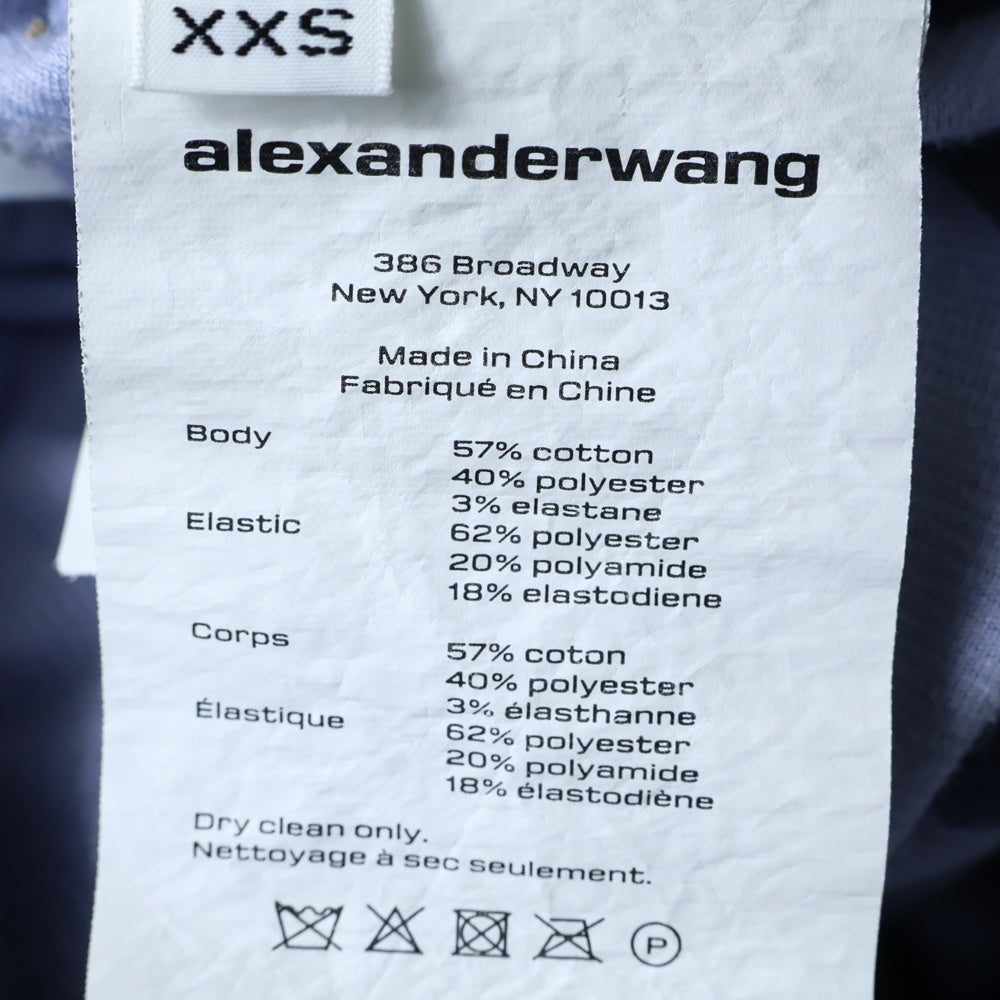 XXS
alexanderwang
386 Broadway
New York, NY 10013
Made in China
Fabriqué en Chine
Body
57% cotton
40% polyester
3% elastane
Elastic
62% polyester
20% polyamide
18% elastodiene
Corps
57% coton
40% polyester
3% élasthanne
Élastique
62% polyester
20% polyamide
18% élastodiène
Dry clean only.
Nettoyage à sec seulement.
P